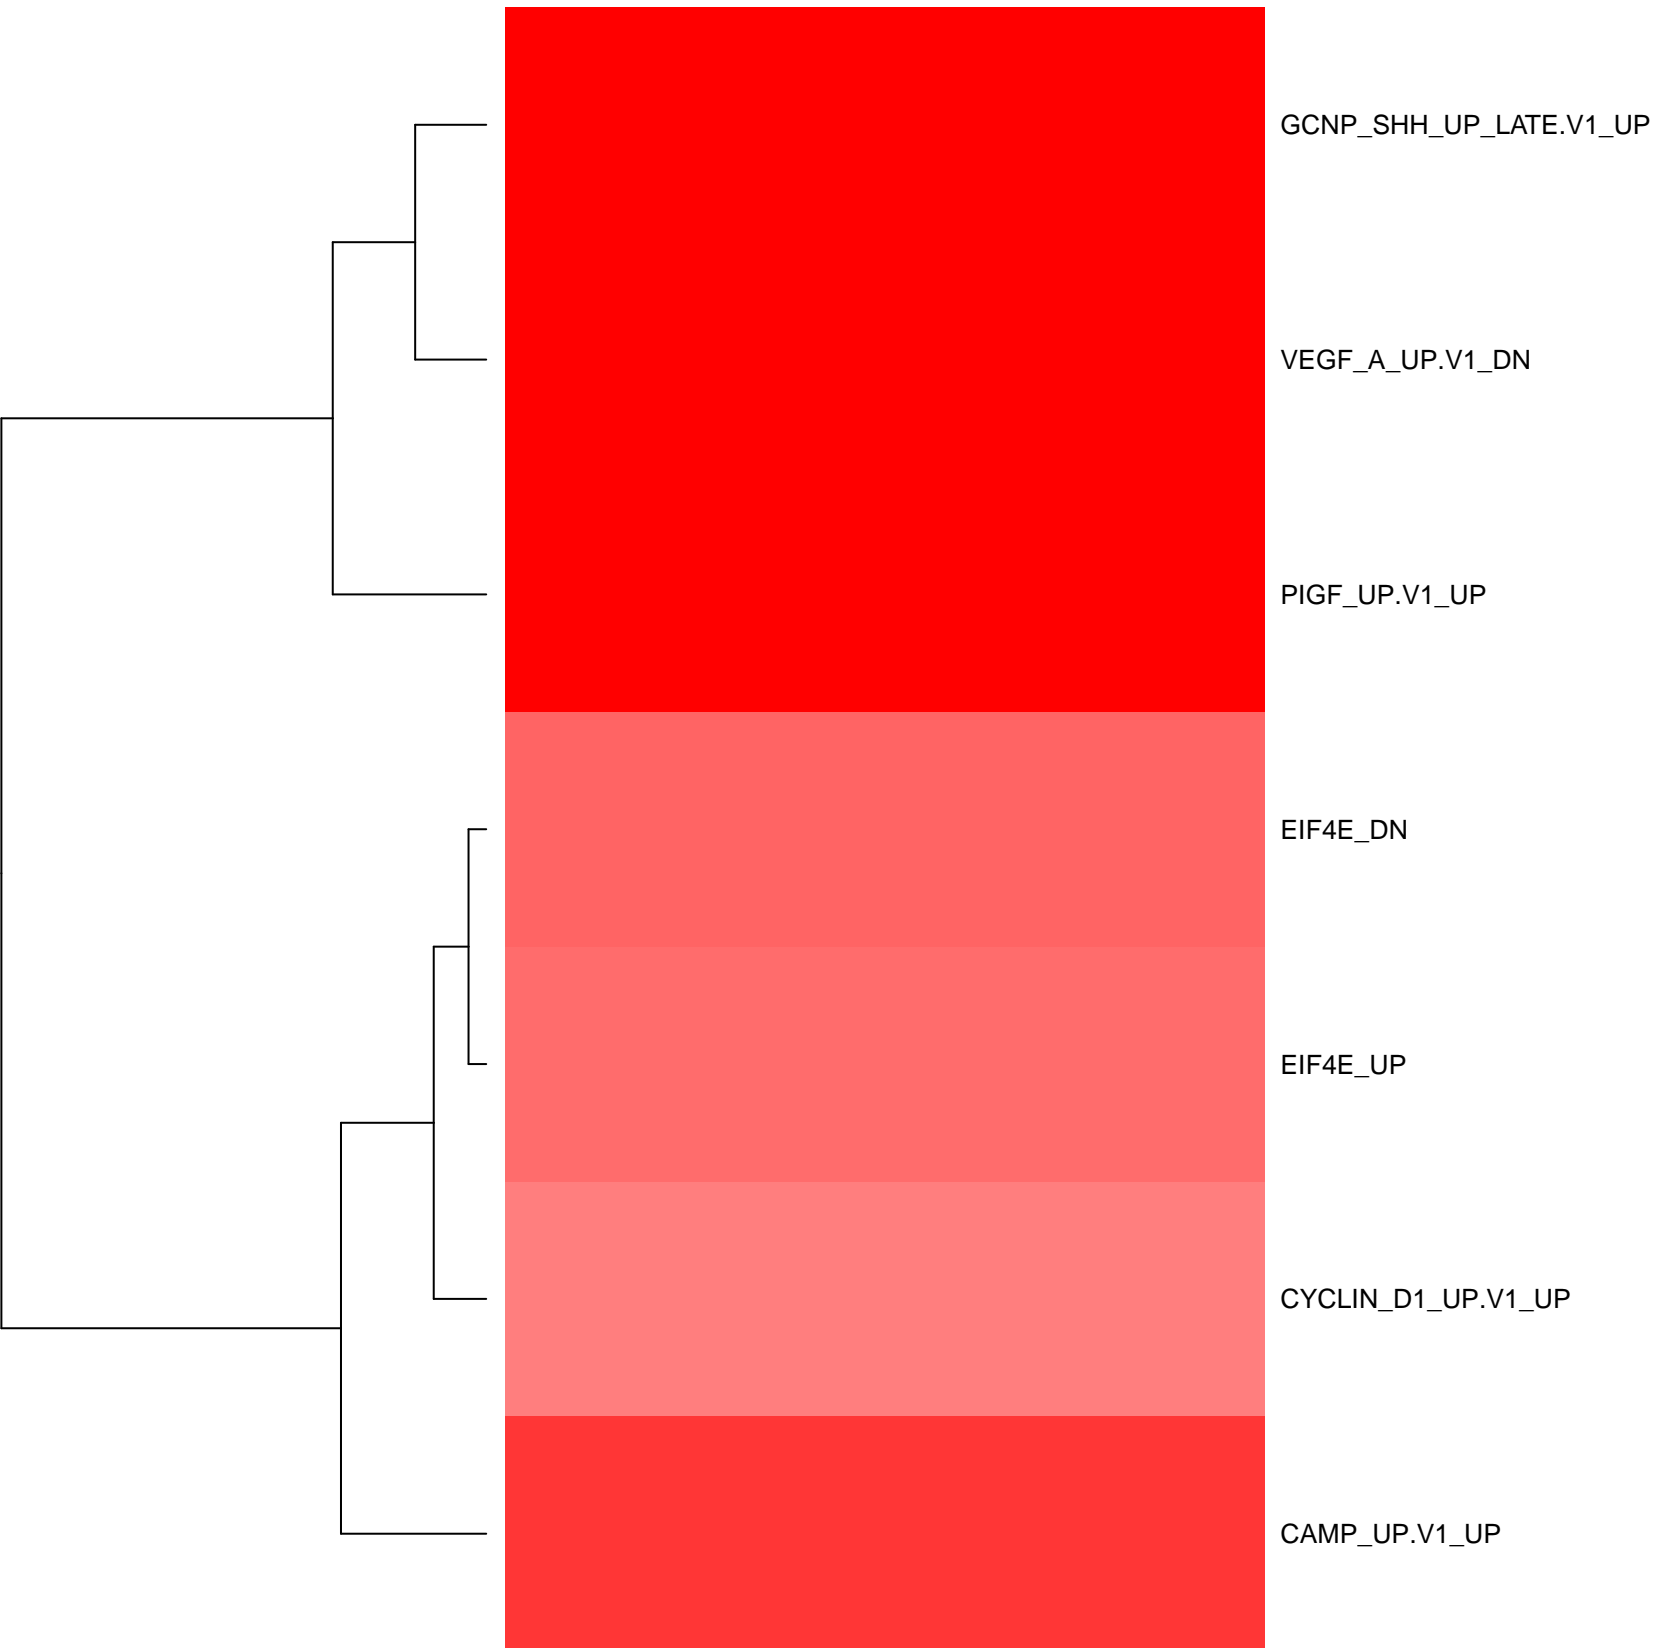 GCNP_SHH_UP_LATE.V1_UP
VEGF_A_UP.V1_DN
PIGF_UP.V1_UP
EIF4E_DN
EIF4E_UP
CYCLIN_D1_UP.V1_UP
CAMP_UP.V1_UP